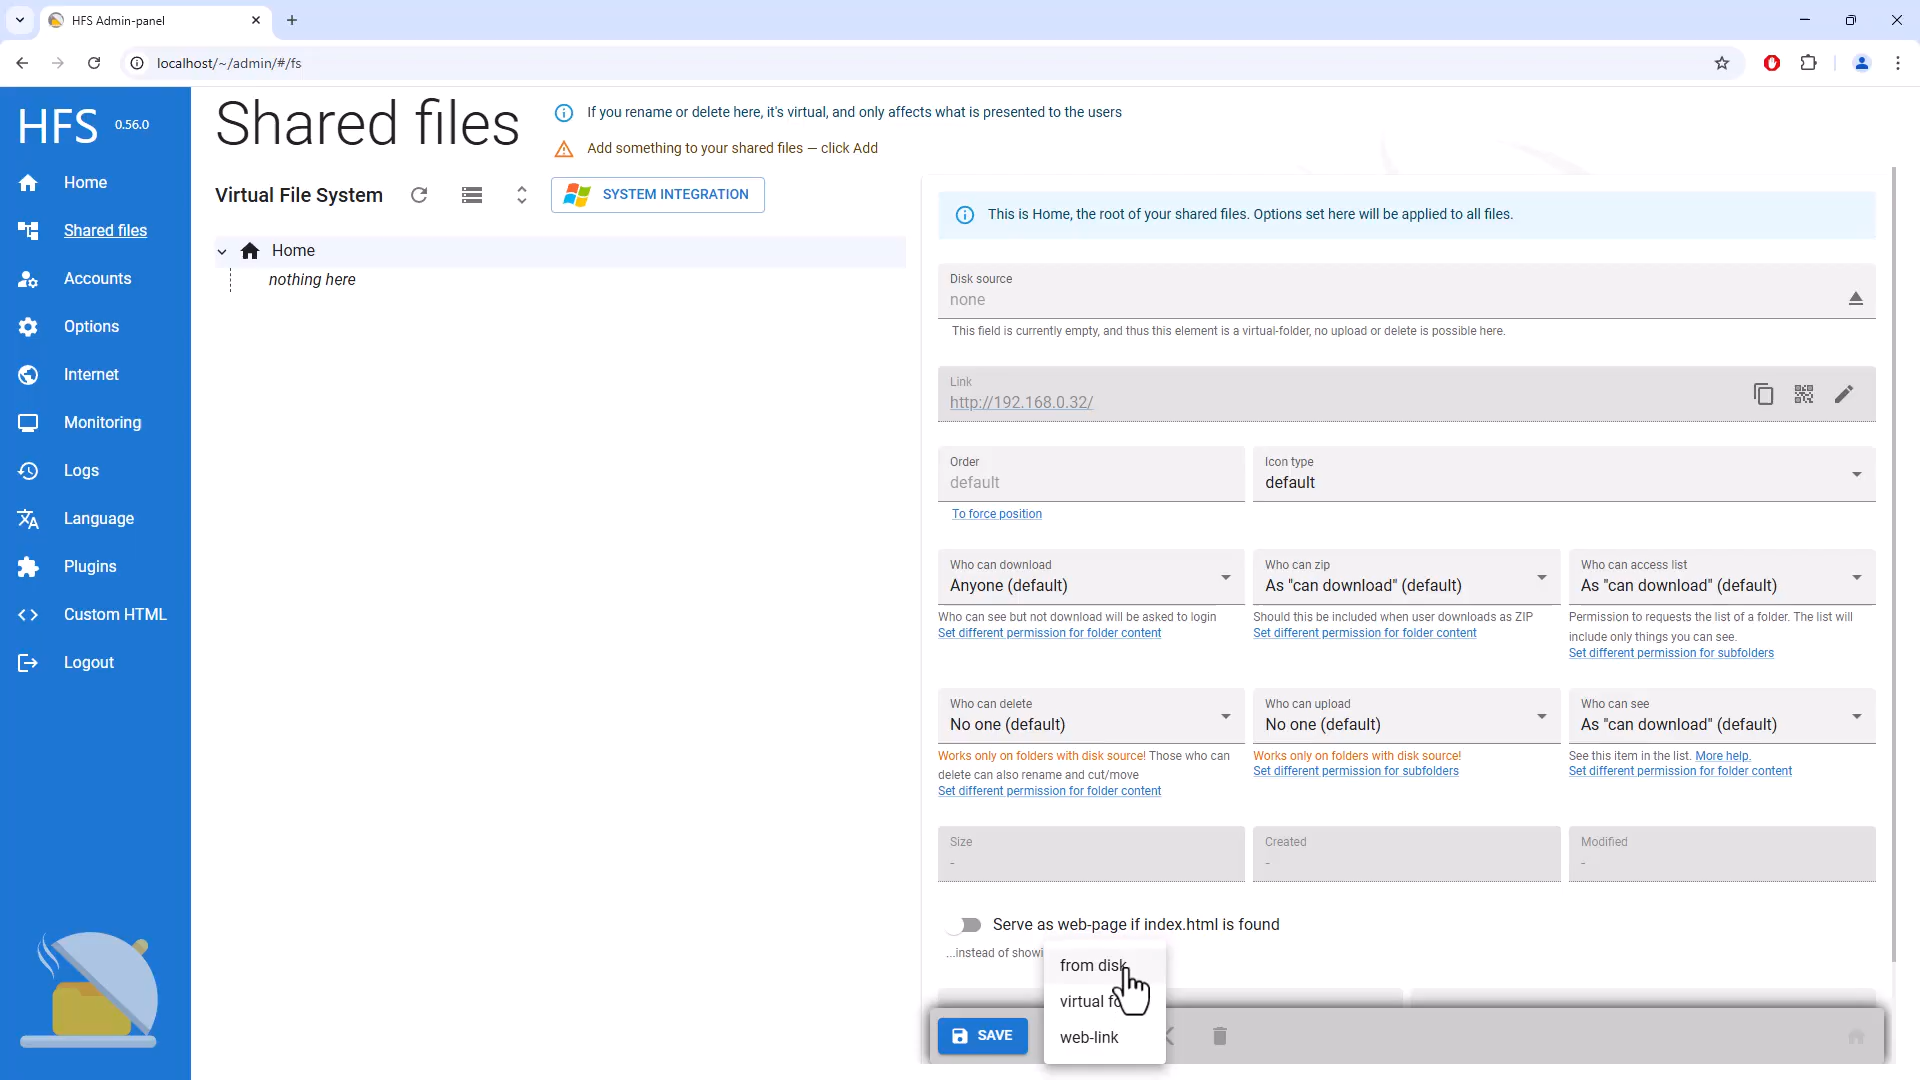 HFS Admin-panel
localhost/~/admin/#/fs
HFS 0.56.0
Home
Shared files
Accounts
Options
Internet
Monitoring
Logs
Language
Plugins
Custom HTML
Logout
Shared files
If you rename or delete here, it's virtual, and only affects what is presented to the users
Add something to your shared files — click Add
Virtual File System
SYSTEM INTEGRATION
Home
nothing here
This is Home, the root of your shared files. Options set here will be applied to all files.
Disk source
none
This field is currently empty, and thus this element is a virtual-folder, no upload or delete is possible here.
Link
http://192.168.0.32/
Order
default
To force position
Icon type
default
Who can download
Anyone (default)
Who can see but not download will be asked to login
Set different permission for folder content
Who can zip
As "can download" (default)
Should this be included when user downloads as ZIP
Set different permission for folder content
Who can access list
As "can download" (default)
Permission to requests the list of a folder. The list will
include only things you can see.
Set different permission for subfolders
Who can delete
No one (default)
Works only on folders with disk source! Those who can
delete can also rename and cut/move
Set different permission for folder content
Who can upload
No one (default)
Works only on folders with disk source!
Set different permission for subfolders
Who can see
As "can download" (default)
See this item in the list. More help.
Set different permission for folder content
Size
-
Created
-
Modified
-
Serve as web-page if index.html is found
...instead of showi
from disk
virtual fo
web-link
SAVE